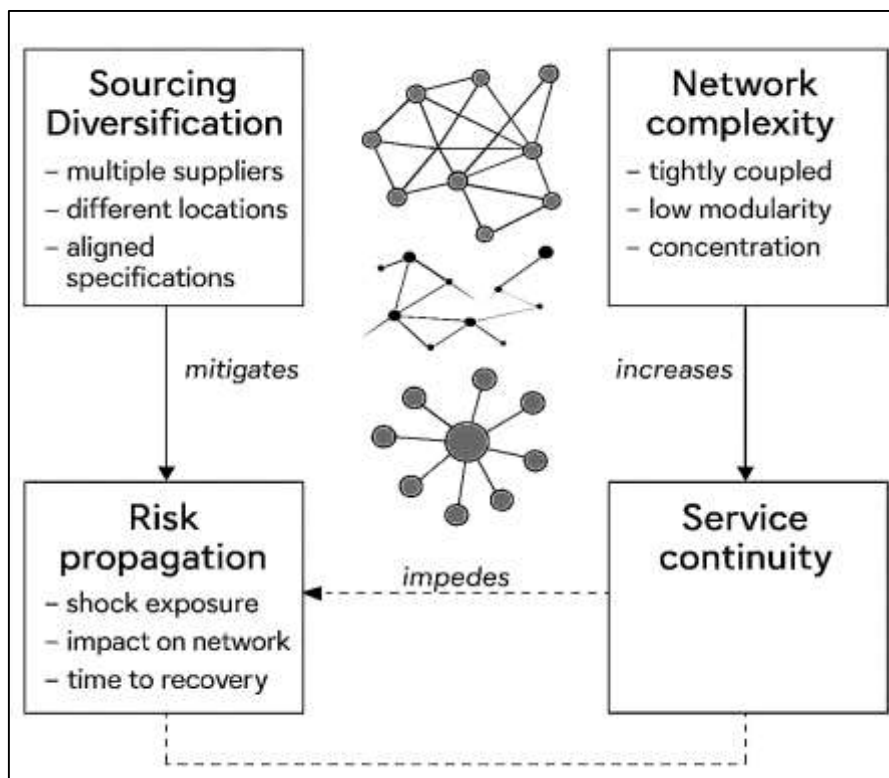 Sourcing
Diversification
– multiple suppliers
– different locations
– aligned
specifications
Network
complexity
– tightly coupled
– low modularity
– concentration
mitigates
increases
Risk
propagation
– shock exposure
– impact on network
– time to recovery
impedes
Service
continuity